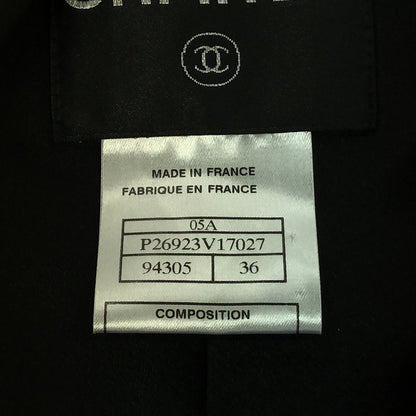 MADE IN FRANCE
FABRIQUE EN FRANCE
05A
P26923V17027
94305 36
COMPOSITION